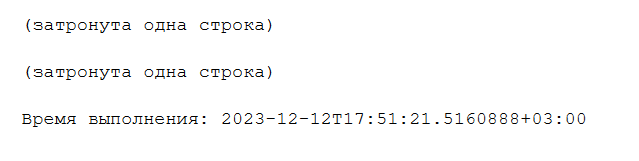 (затронута одна строка)
(затронута одна строка)
Время выполнения: 2023-12-12T17:51:21.5160888+03:00